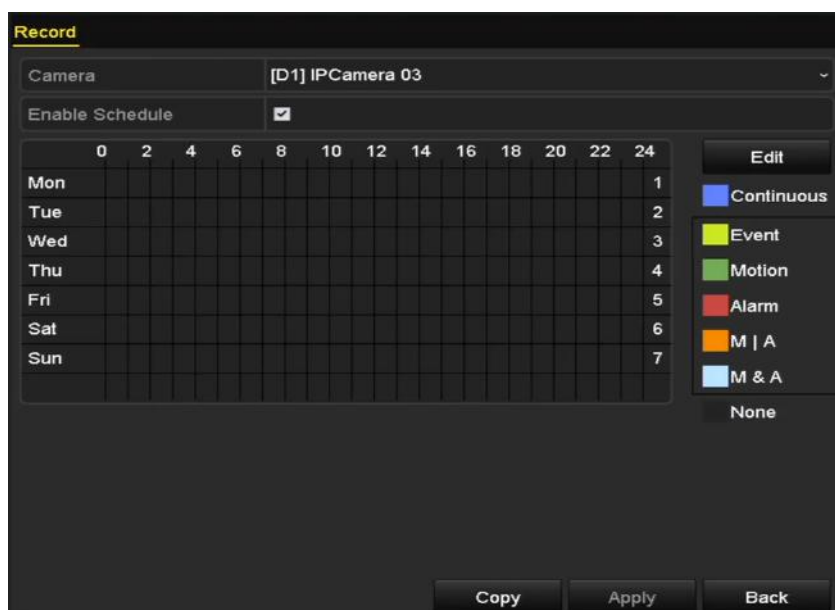 Record
Camera [D1] IPCamera 03
Enable Schedule
0 2 4 6 8 10 12 14 16 18 20 22 24
Mon 1
Tue 2
Wed 3
Thu 4
Fri 5
Sat 6
Sun 7
Edit
Continuous
Event
Motion
Alarm
M | A
M & A
None
Copy Apply Back